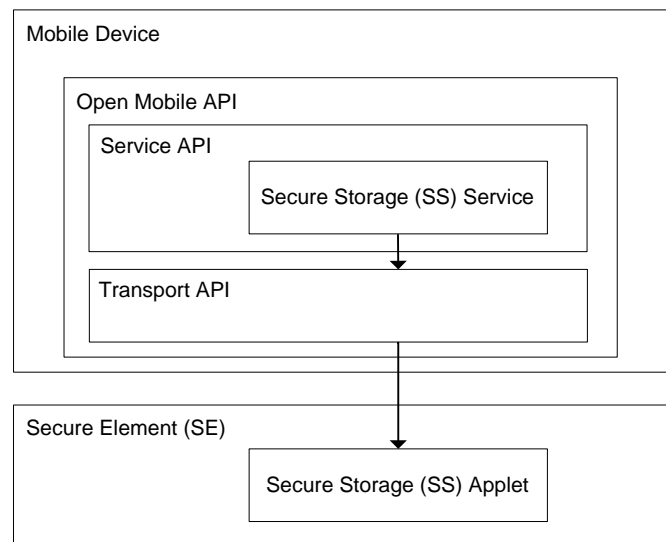 Mobile Device
Open Mobile API
Service API
Secure Storage (SS) Service
Transport API
Secure Element (SE)
Secure Storage (SS) Applet